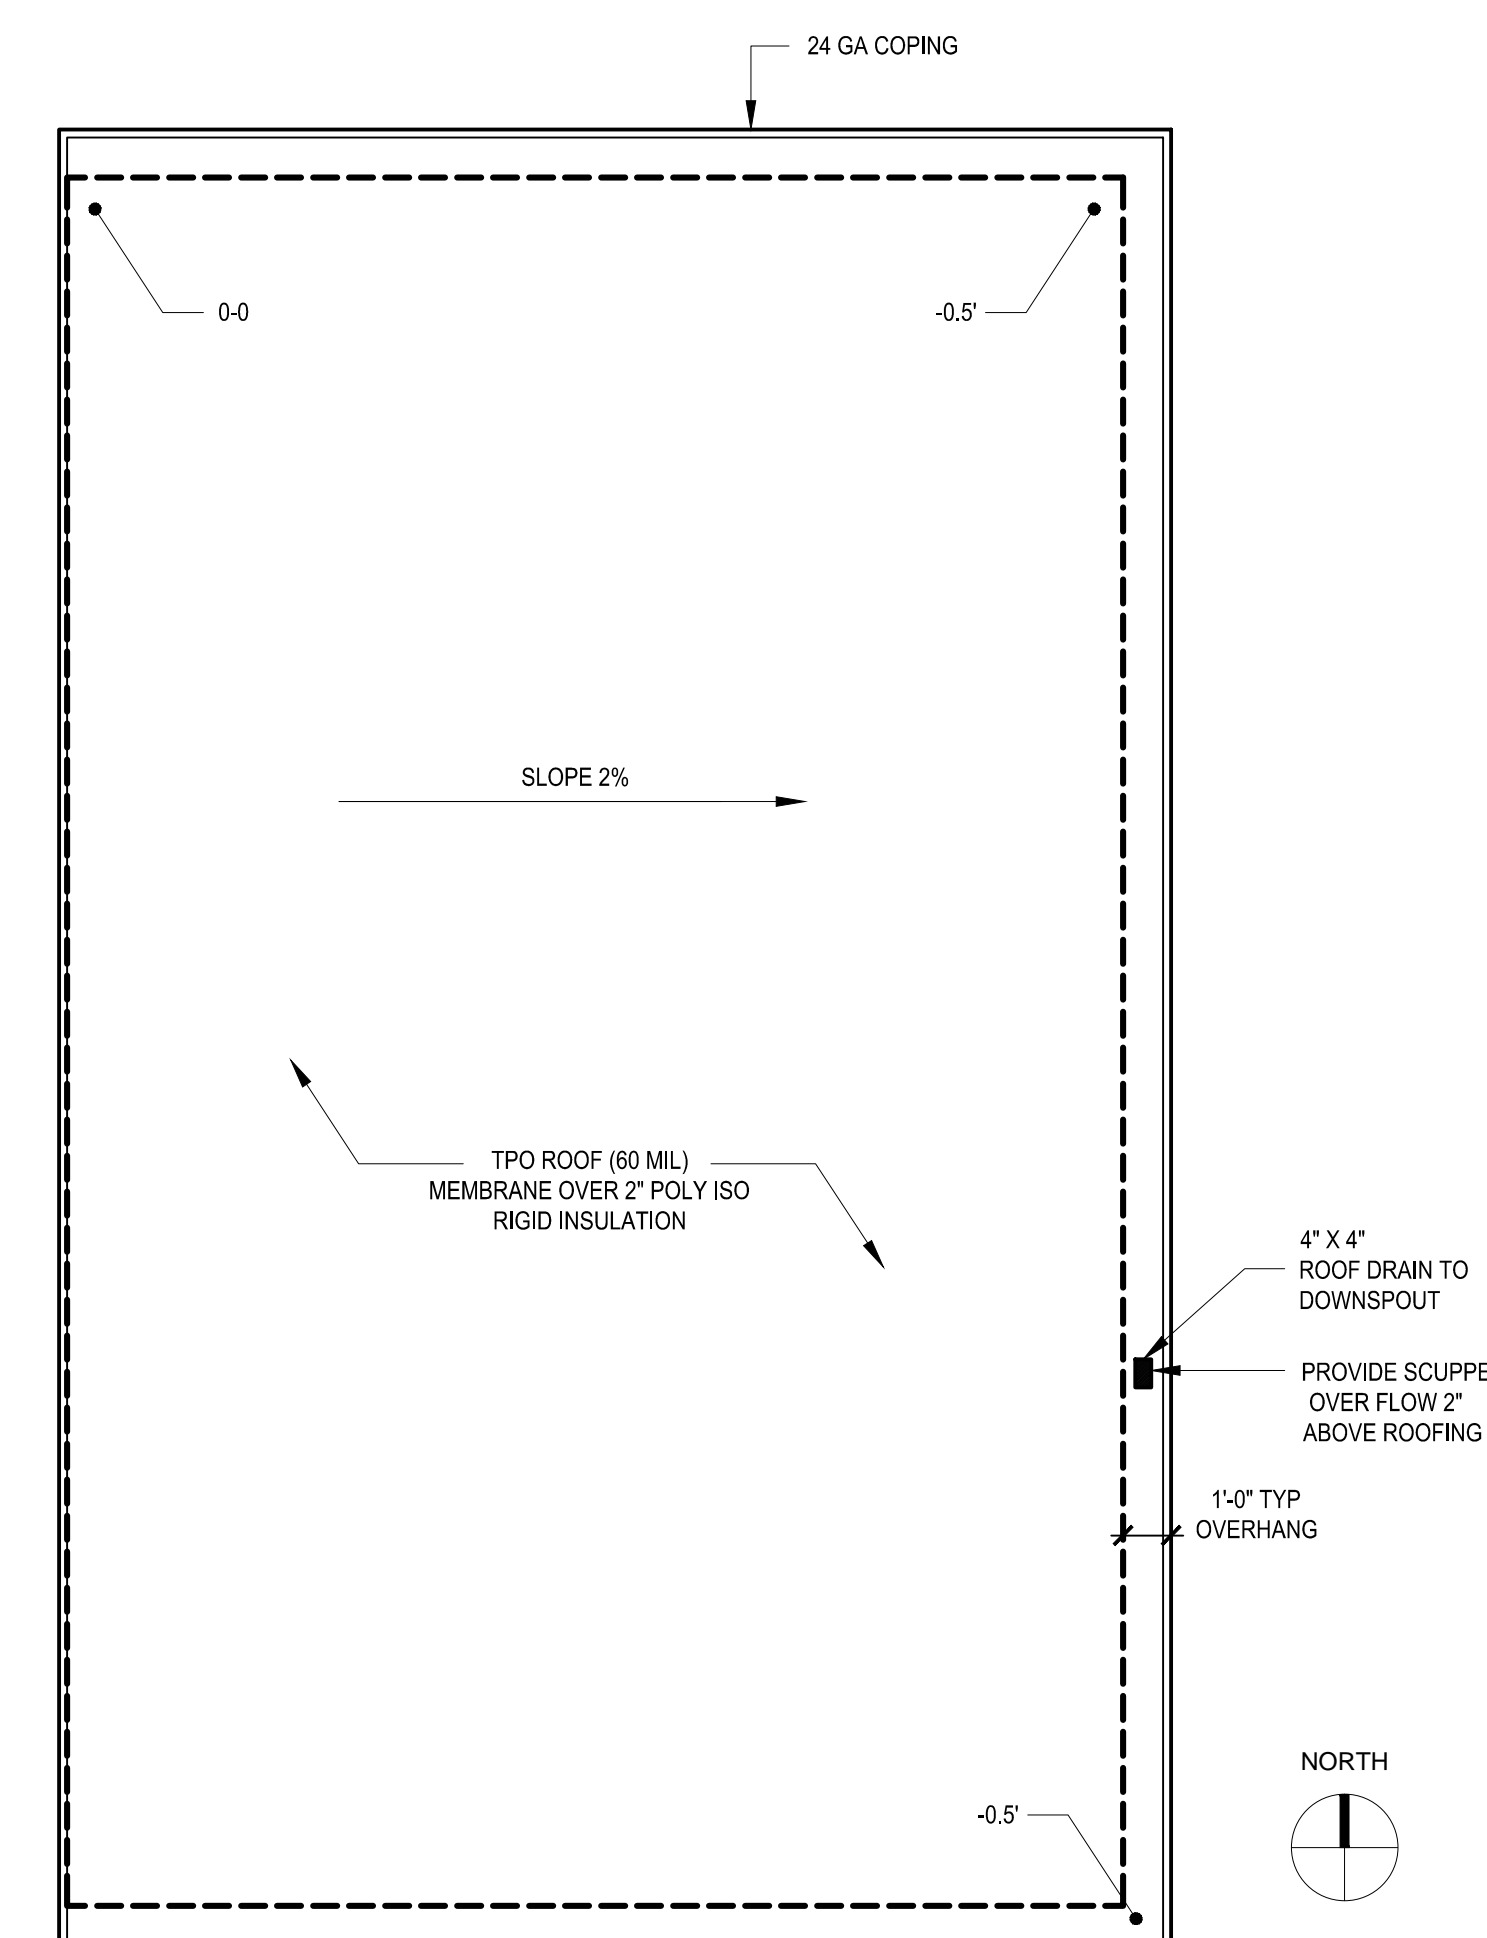 24 GA COPING
0-0
-0.5'
SLOPE 2%
TPO ROOF (60 MIL)
MEMBRANE OVER 2" POLY ISO
RIGID INSULATION
4" X 4"
ROOF DRAIN TO
DOWNSPOUT
PROVIDE SCUPPE
OVER FLOW 2"
ABOVE ROOFING
1'-0" TYP
OVERHANG
NORTH
-0.5'